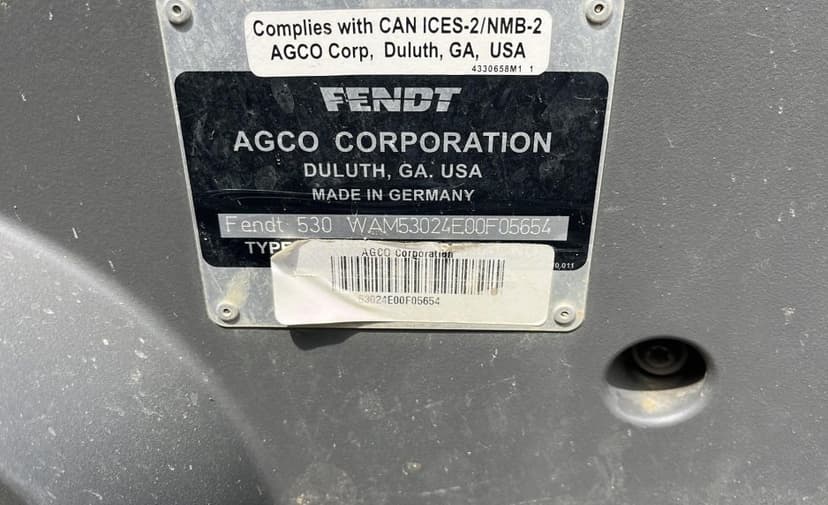 Complies with CAN ICES-2/NMB-2
AGCO Corp, Duluth, GA, USA
4330658M1 1
FENDT
AGCO CORPORATION
DULUTH, GA. USA
MADE IN GERMANY
Fendt 530 WAM53024E00F05654
TYPE
AGCO Corporation
53024E00F05654